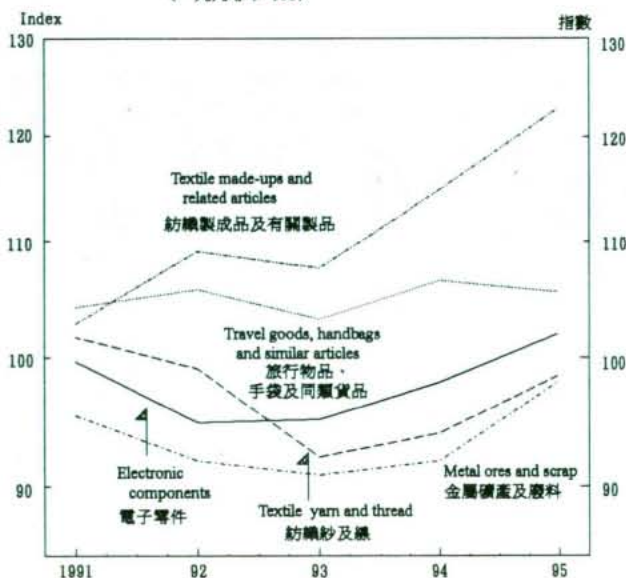 Index
指數
130
130
120
120
Textile made-ups and
related articles
紡織製成品及有關製品
110
110
Travel goods, handbags
and similar articles
旅行物品、
手袋及同類貨品
100
100
Electronic
components
電子零件
Textile yarn and thread
紡織紗及線
Metal ores and scrap
金屬礦產及廢料
90
90
1991 92 93 94 95